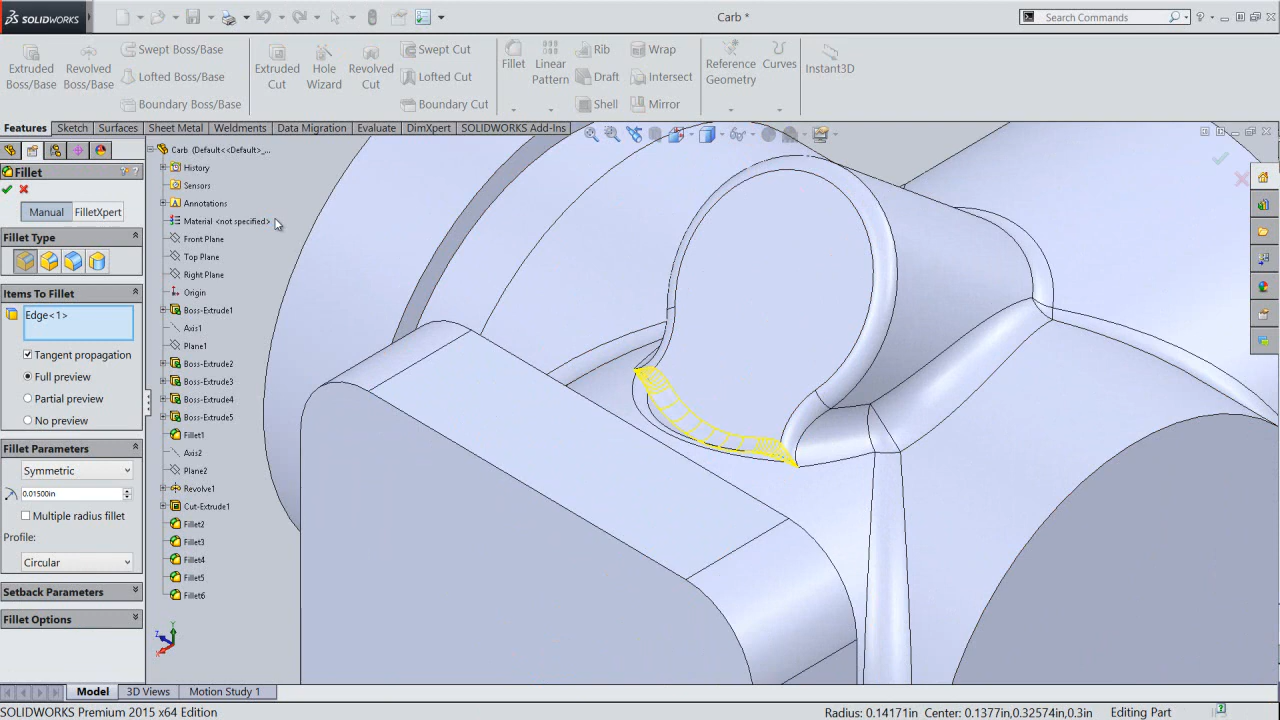 SOLIDWORKS
Carb *
Search Commands
Extruded Boss/Base
Revolved Boss/Base
Swept Boss/Base
Lofted Boss/Base
Boundary Boss/Base
Extruded Cut
Hole Wizard
Revolved Cut
Swept Cut
Lofted Cut
Boundary Cut
Fillet
Linear Pattern
Rib
Draft
Shell
Wrap
Intersect
Mirror
Reference Geometry
Curves
Instant3D
Features
Sketch
Surfaces
Sheet Metal
Weldments
Data Migration
Evaluate
DimXpert
SOLIDWORKS Add-Ins
Fillet
Manual
FilletXpert
Fillet Type
Items To Fillet
Edge<1>
Tangent propagation
Full preview
Partial preview
No preview
Fillet Parameters
Symmetric
0.01500in
Multiple radius fillet
Profile:
Circular
Setback Parameters
Fillet Options
Carb (Default<<Default>_...
History
Sensors
Annotations
Material <not specified>
Front Plane
Top Plane
Right Plane
Origin
Boss-Extrude1
Axis1
Plane1
Boss-Extrude2
Boss-Extrude3
Boss-Extrude4
Boss-Extrude5
Fillet1
Axis2
Plane2
Revolve1
Cut-Extrude1
Fillet2
Fillet3
Fillet4
Fillet5
Fillet6
Y
Z
X
Model
3D Views
Motion Study 1
SOLIDWORKS Premium 2015 x64 Edition
Radius: 0.14171in Center: 0.1377in,0.32574in,0.3in
Editing Part